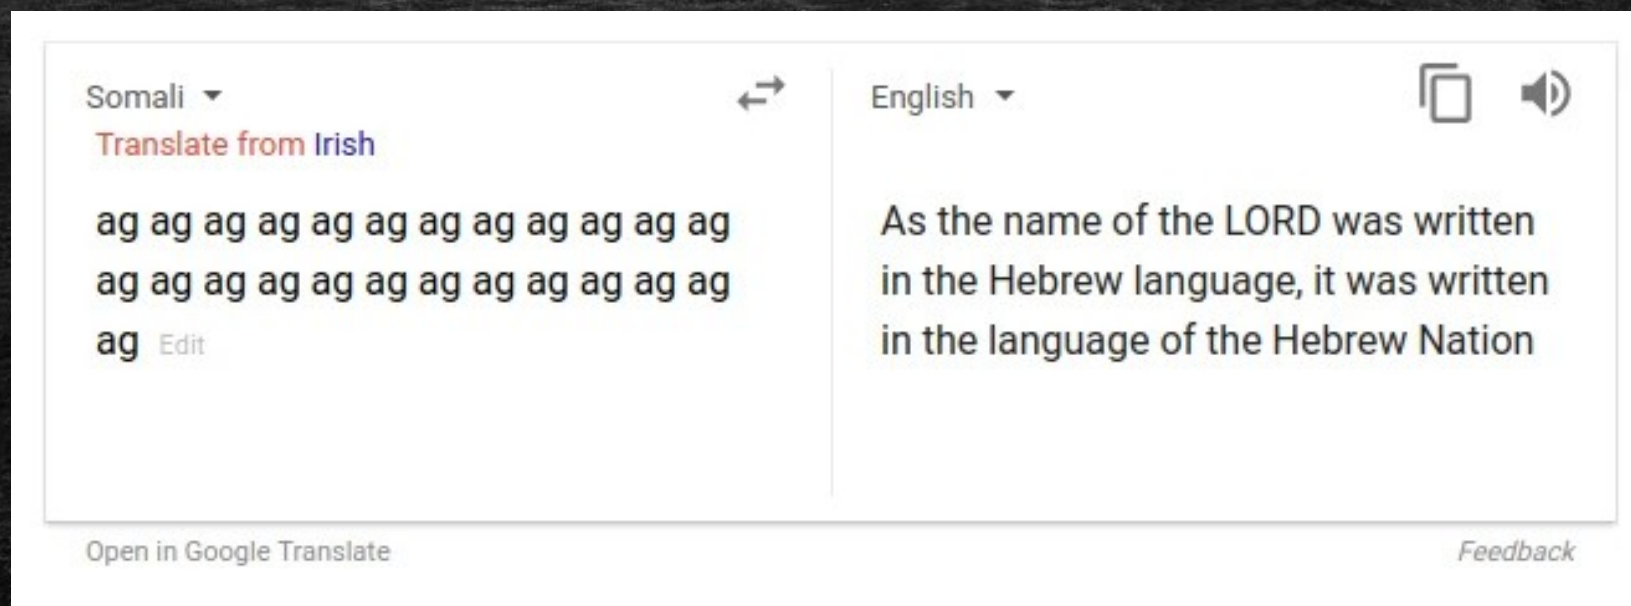 Somali
English
Translate from Irish
ag ag ag ag ag ag ag ag ag ag ag ag
ag ag ag ag ag ag ag ag ag ag ag ag
ag Edit
As the name of the LORD was written
in the Hebrew language, it was written
in the language of the Hebrew Nation
Open in Google Translate
Feedback